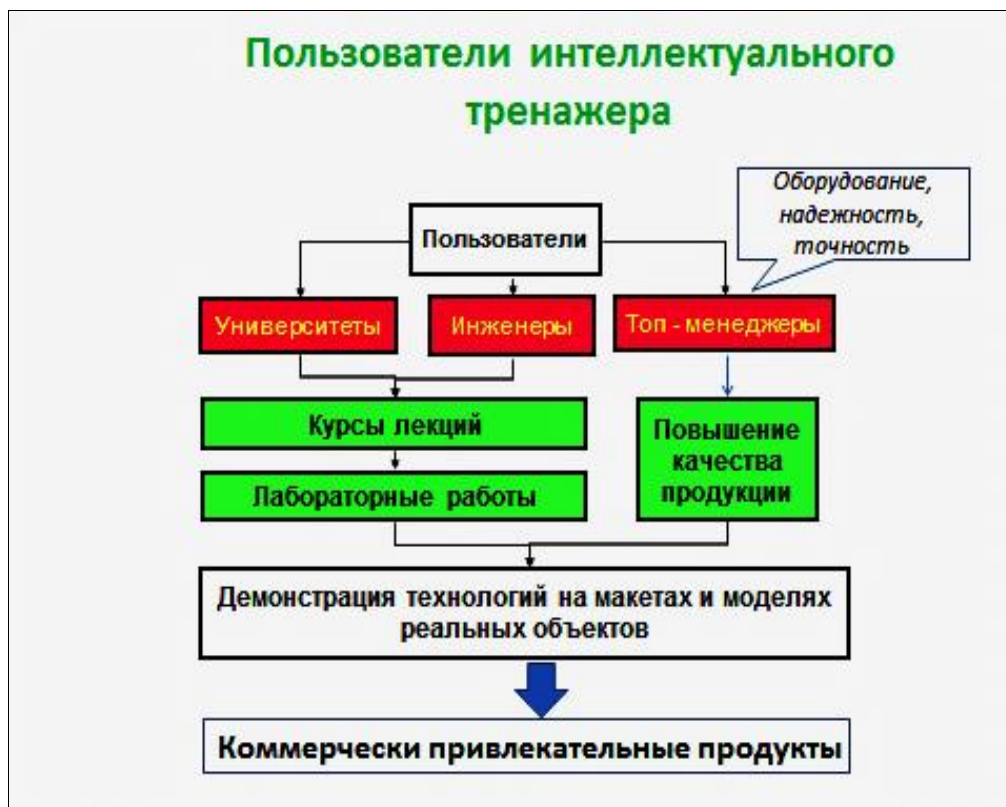 Пользователи интеллектуального
тренажера
Оборудование,
надежность,
точность
Пользователи
Университеты
Инженеры
Топ - менеджеры
Курсы лекций
Лабораторные работы
Повышение
качества
продукции
Демонстрация технологий на макетах и моделях
реальных объектов
Коммерчески привлекательные продукты